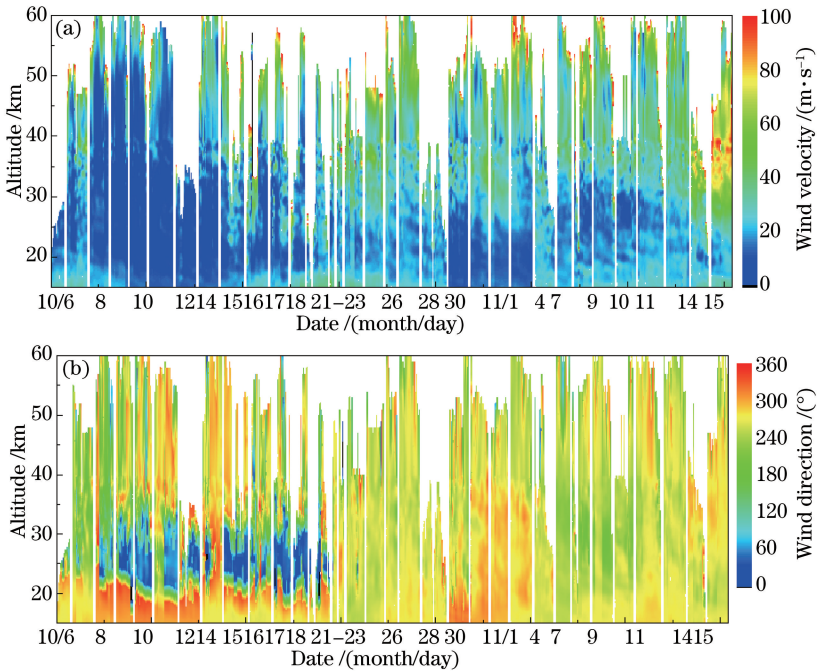 (a)
60
50
40
30
20
Altitude /km
10/6 8 10 12 14 15 16 17 18 21-23 26 28 30 11/1 4 7 9 10 11 14 15
Date /(month/day)
100
80
60
40
20
0
Wind velocity /(m·s⁻¹)
(b)
60
50
40
30
20
Altitude /km
10/6 8 10 12 14 15 16 17 18 21-23 26 28 30 11/1 4 7 9 11 14 15
Date /(month/day)
360
300
240
180
120
60
0
Wind direction /(°)